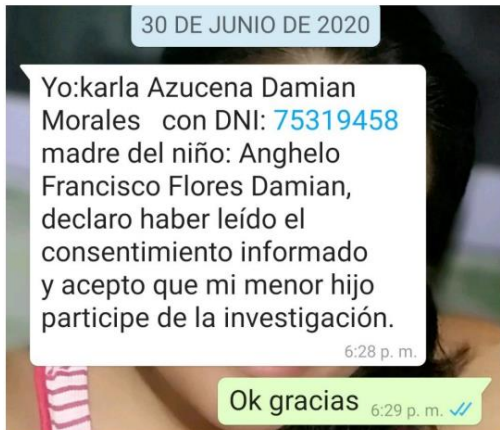 30 DE JUNIO DE 2020
Yo:karla Azucena Damian
Morales con DNI: 75319458
madre del niño: Anghelo
Francisco Flores Damian,
declaro haber leído el
consentimiento informado
y acepto que mi menor hijo
participe de la investigación.
6:28 p. m.
Ok gracias 6:29 p. m.